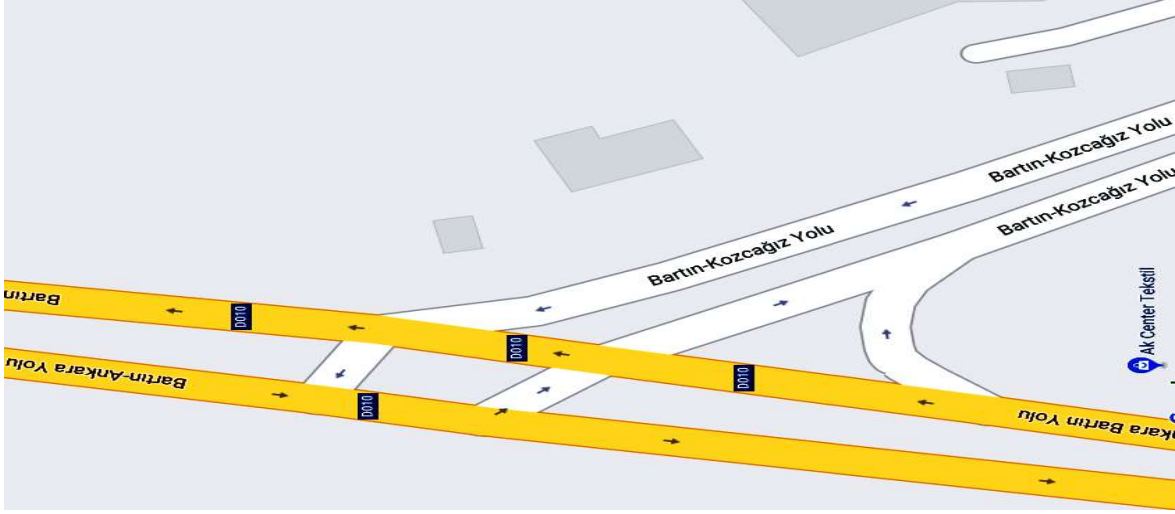 Bartın-Kozcağız Yolu
Bartın-Kozcağız Yolu
Bartın-Kozcağız Yolu
Ak Center Tekstil
Bartın
D010
D010
D010
Bartın-Ankara Yolu
D010
Bartın Yolu